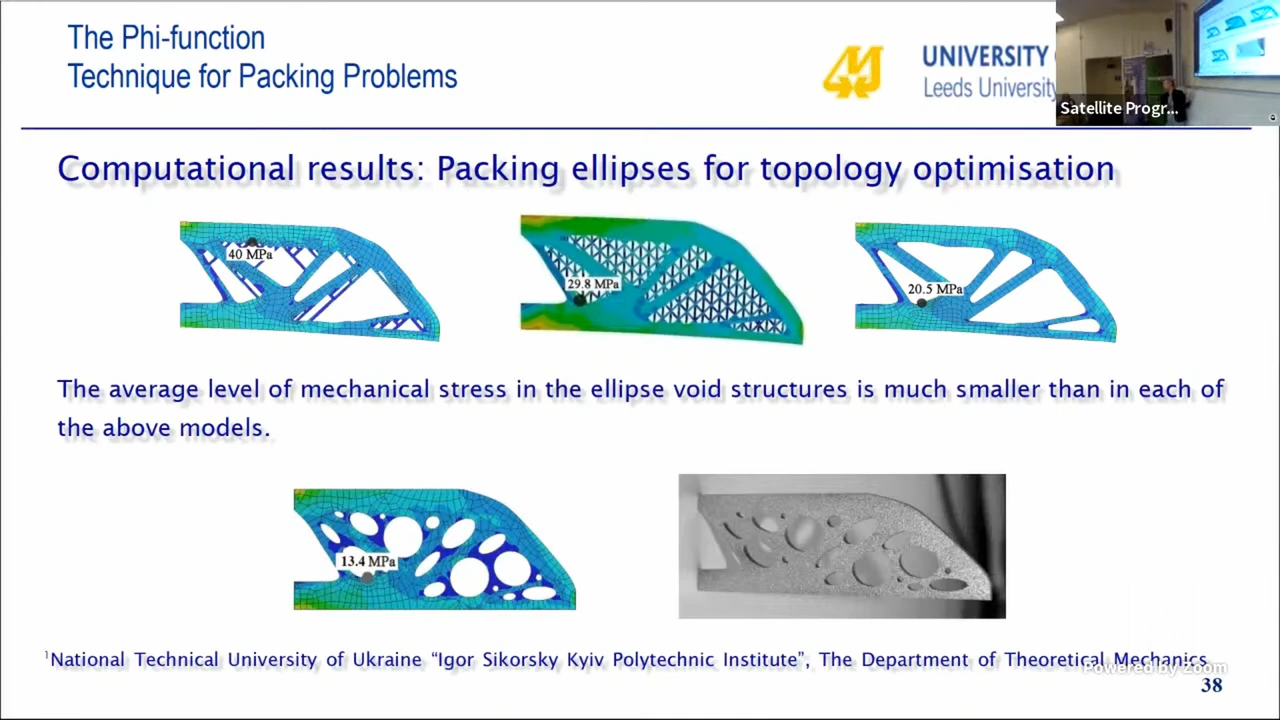 The Phi-function
Technique for Packing Problems
UNIVERSITY
Leeds University
Satellite Progr...
Computational results: Packing ellipses for topology optimisation
40 MPa
29.8 MPa
20.5 MPa
The average level of mechanical stress in the ellipse void structures is much smaller than in each of
the above models.
13.4 MPa
1National Technical University of Ukraine “Igor Sikorsky Kyiv Polytechnic Institute”, The Department of Theoretical Mechanics
Powered by Zoom
38